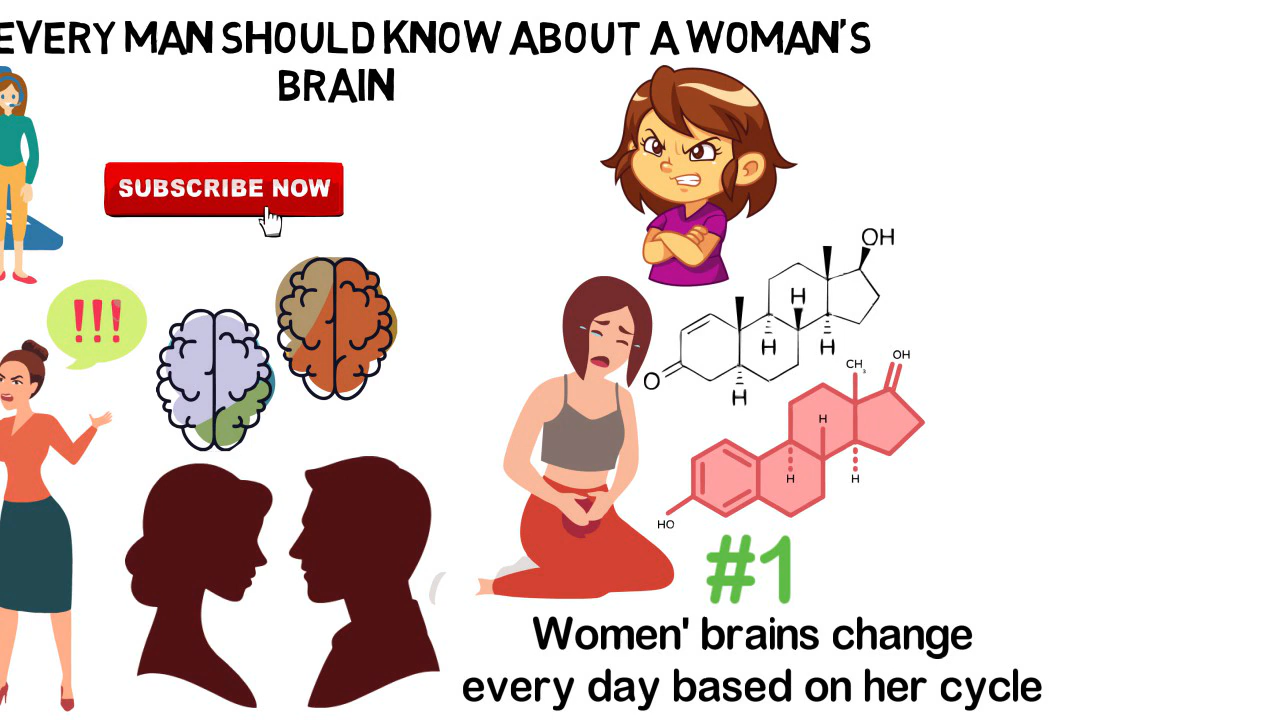 EVERY MAN SHOULD KNOW ABOUT A WOMAN'S
BRAIN
SUBSCRIBE NOW
!!!
OH
H
H
H
O
H
OH
CH3
H
H
H
HO
#1
Women' brains change
every day based on her cycle